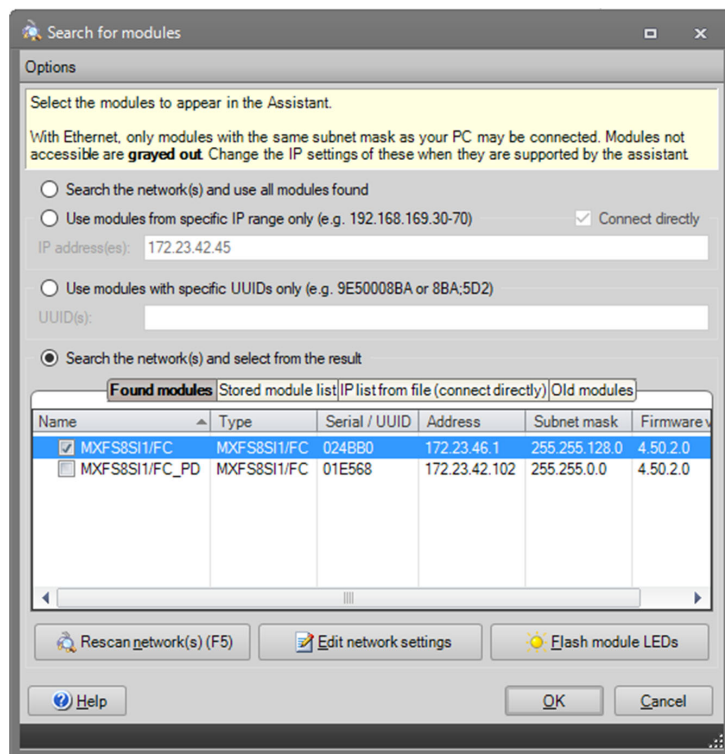 Search for modules
Options
Select the modules to appear in the Assistant.
With Ethernet, only modules with the same subnet mask as your PC may be connected. Modules not
accessible are grayed out. Change the IP settings of these when they are supported by the assistant.
Search the network(s) and use all modules found
Use modules from specific IP range only (e.g. 192.168.169.30-70) Connect directly
IP address(es): 172.23.42.45
Use modules with specific UUIDs only (e.g. 9E50008BA or 8BA;5D2)
UUID(s):
Search the network(s) and select from the result
Found modules Stored module list IP list from file (connect directly) Old modules
Name Type Serial / UUID Address Subnet mask Firmware v
MXFS8SI1/FC MXFS8SI1/FC 024BB0 172.23.46.1 255.255.128.0 4.50.2.0
MXFS8SI1/FC_PD MXFS8SI1/FC 01E568 172.23.42.102 255.255.0.0 4.50.2.0
Rescan network(s) (F5) Edit network settings Flash module LEDs
Help OK Cancel